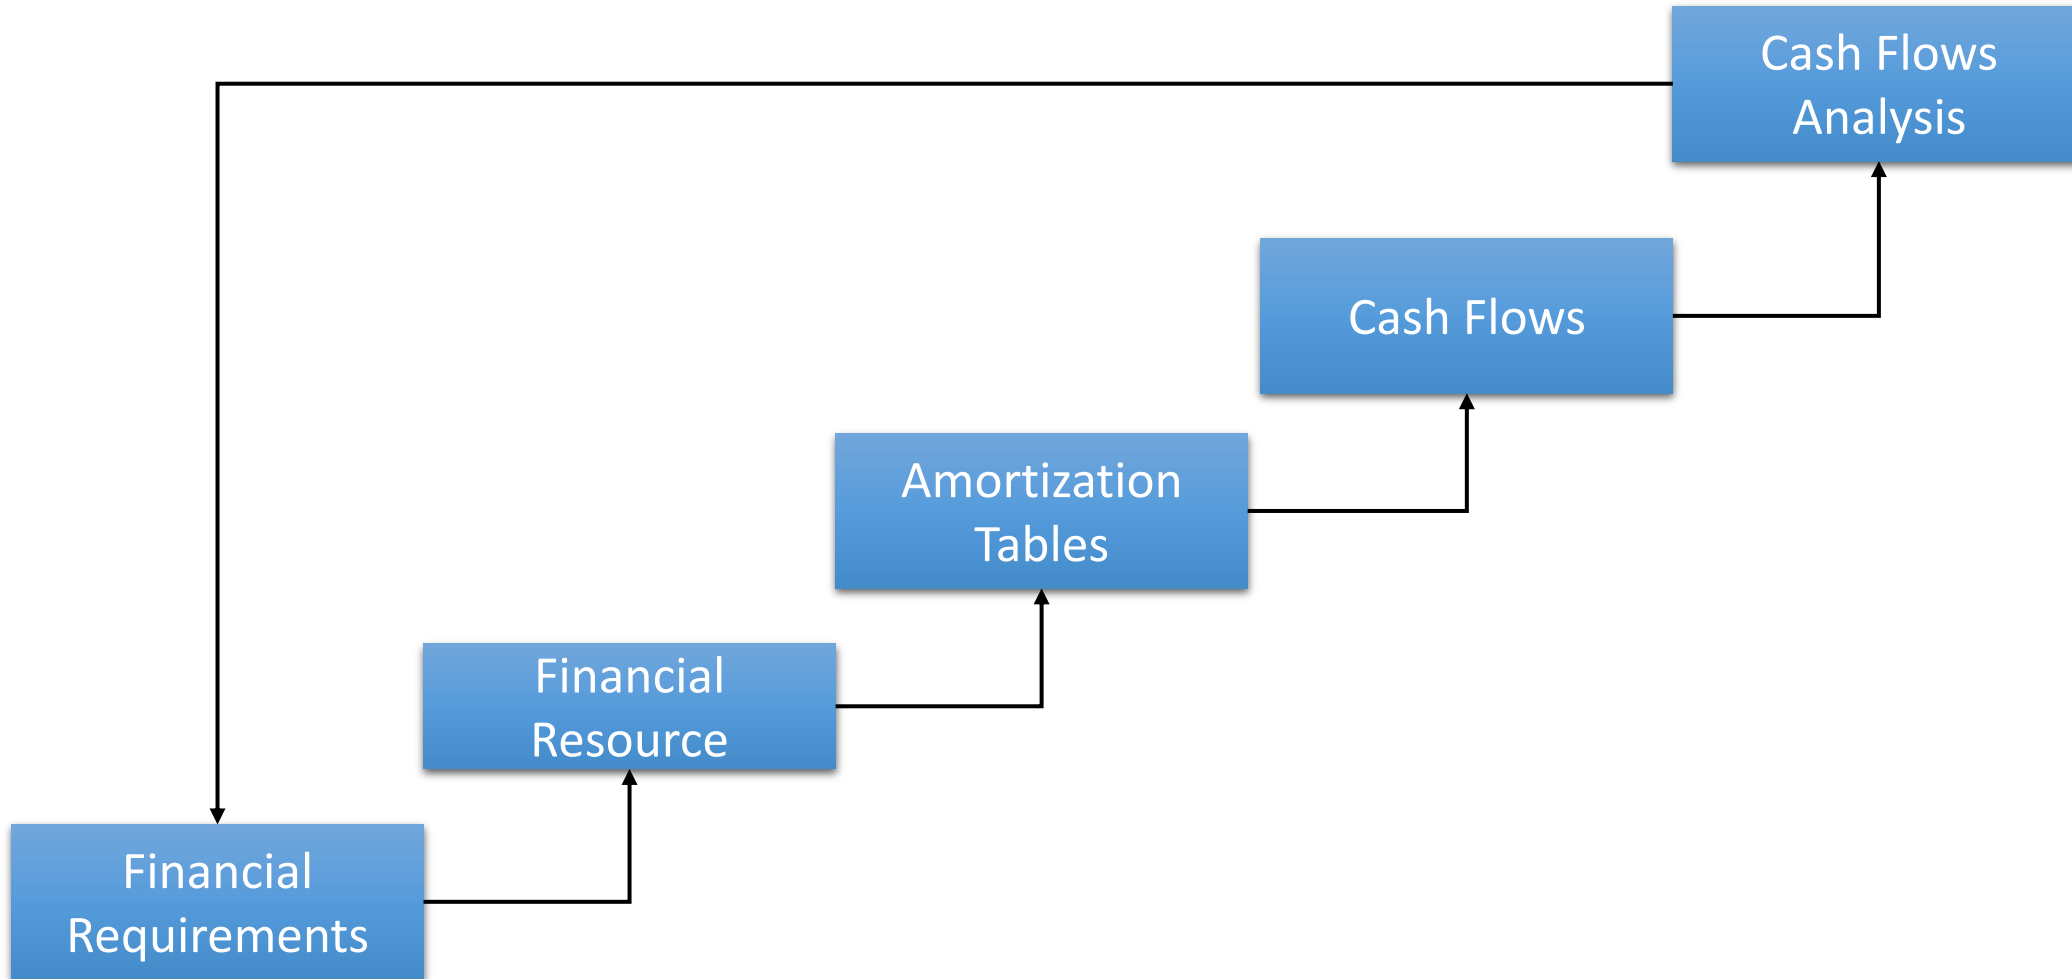 Cash Flows
Analysis
Cash Flows
Amortization
Tables
Financial
Resource
Financial
Requirements